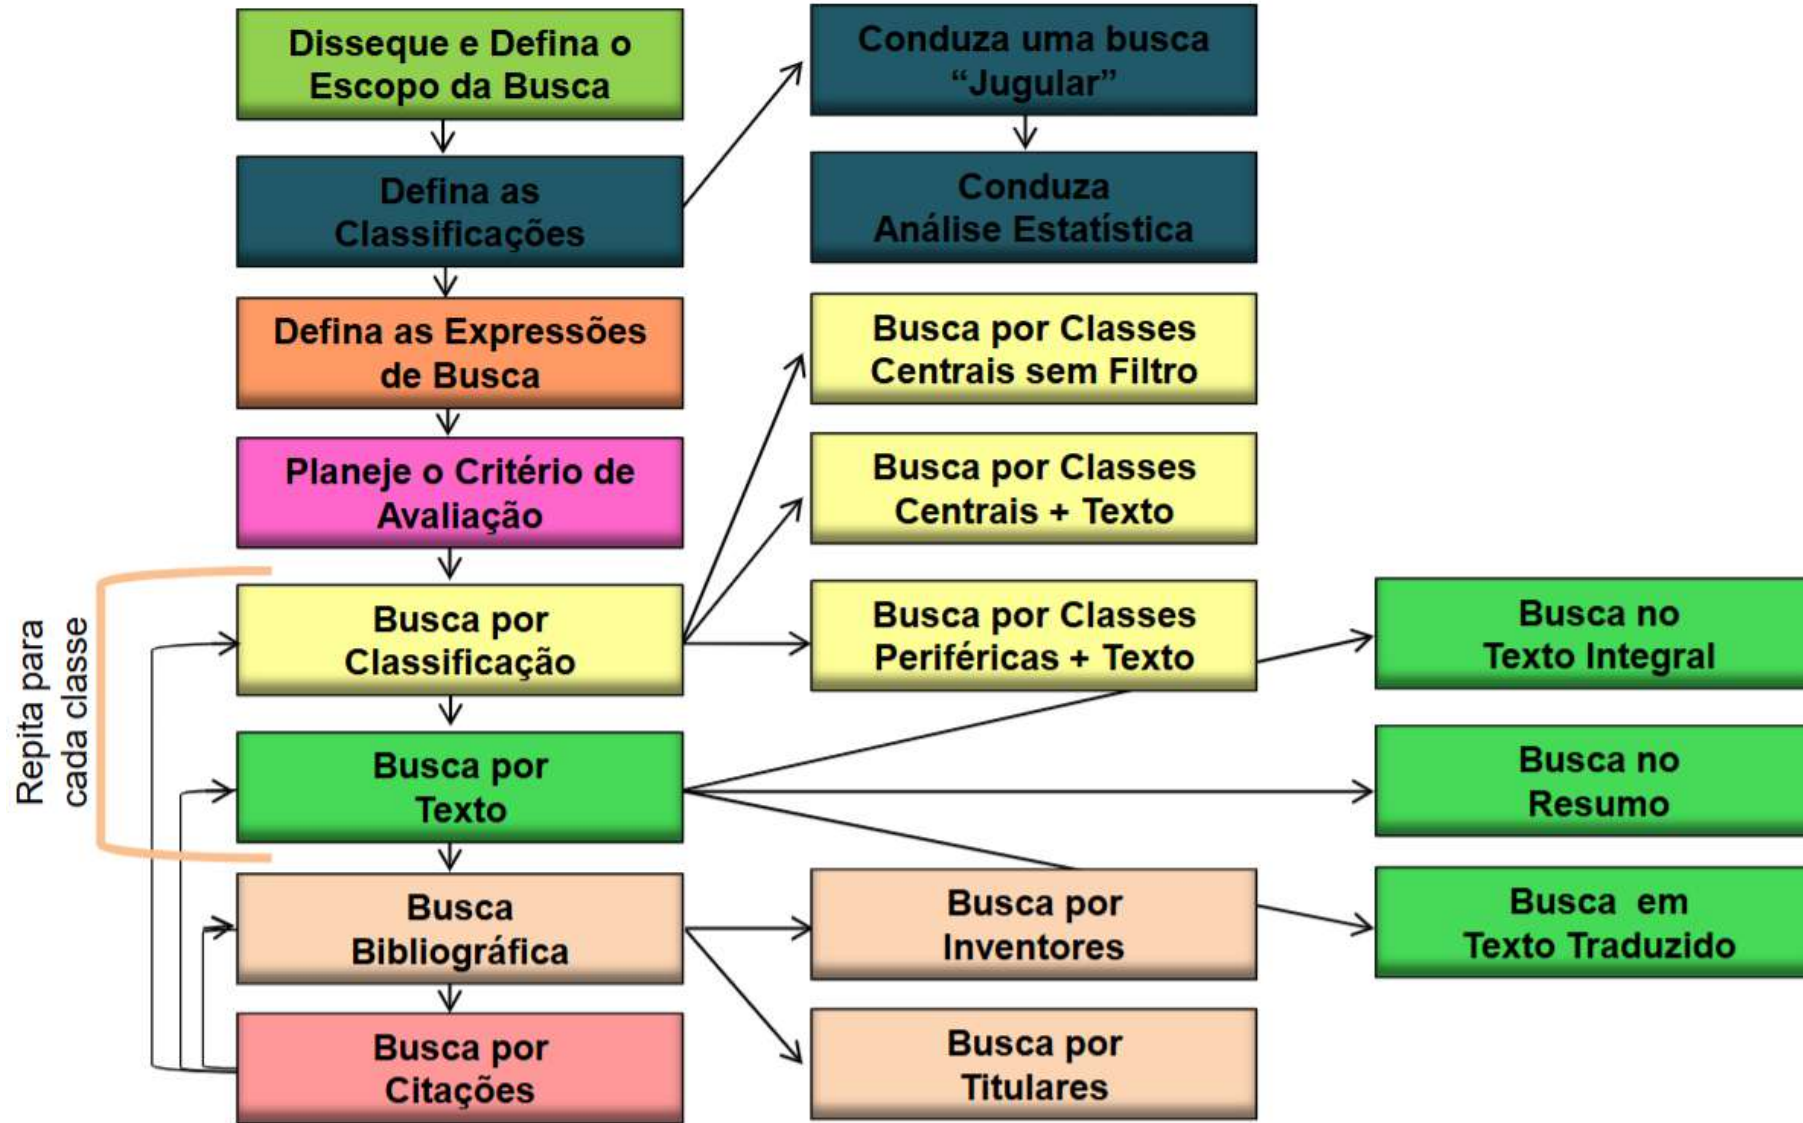 Disseque e Defina o
Escopo da Busca
Conduza uma busca
“Jugular”
Defina as
Classificações
Conduza
Análise Estatística
Defina as Expressões
de Busca
Busca por Classes
Centrais sem Filtro
Planeje o Critério de
Avaliação
Busca por Classes
Centrais + Texto
Repita para
cada classe
Busca por
Classificação
Busca por Classes
Periféricas + Texto
Busca no
Texto Integral
Busca por
Texto
Busca no
Resumo
Busca
Bibliográfica
Busca por
Inventores
Busca em
Texto Traduzido
Busca por
Citações
Busca por
Titulares